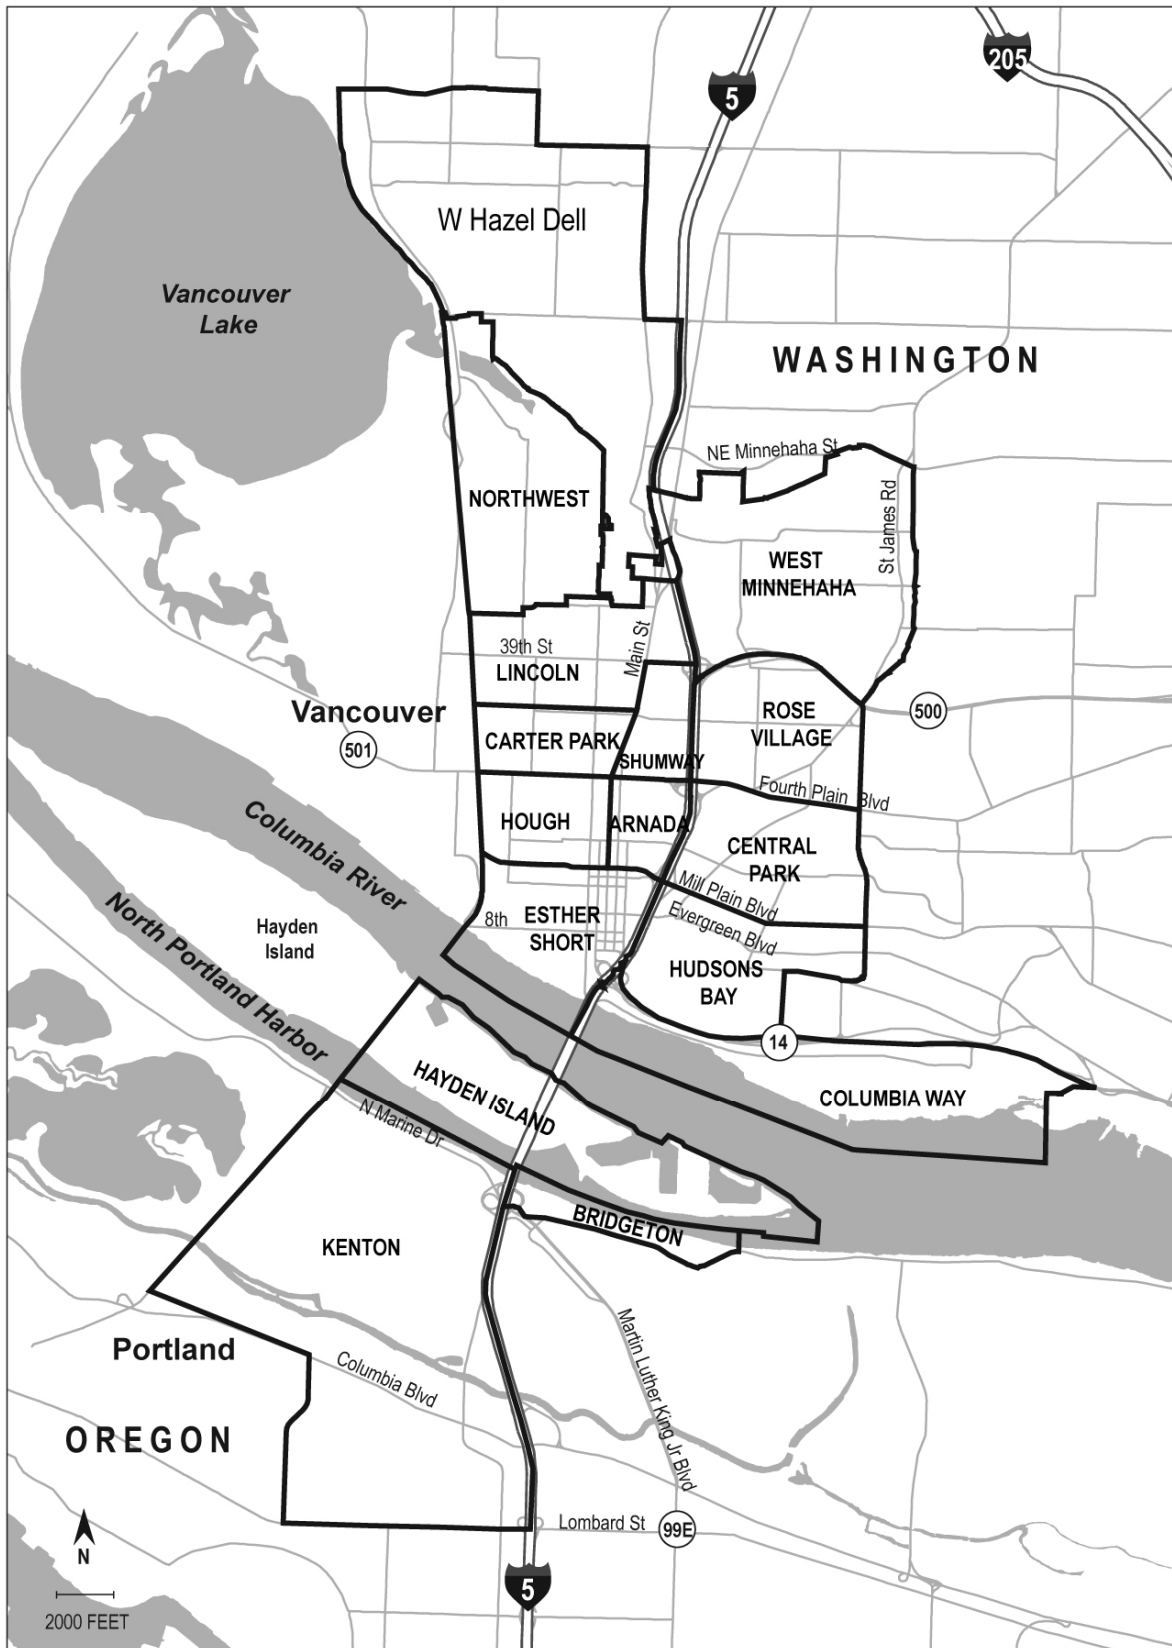 205
5
W Hazel Dell
Vancouver
Lake
WASHINGTON
NE Minnehaha St
St James Rd
NORTHWEST
WEST
MINNEHAHA
Main St
39th St
LINCOLN
Vancouver
501
500
ROSE
VILLAGE
CARTER PARK
SHUMWAY
Fourth Plain Blvd
HOUGH
ARNADA
CENTRAL
PARK
Columbia River
Mill Plain Blvd
Evergreen Blvd
8th
ESTHER
SHORT
North Portland Harbor
Hayden
Island
HUDSONS
BAY
14
HAYDEN ISLAND
COLUMBIA WAY
N Marine Dr
BRIDGETON
KENTON
Portland
Columbia Blvd
Martin Luther King Jr Blvd
OREGON
Lombard St
99E
N
5
2000 FEET